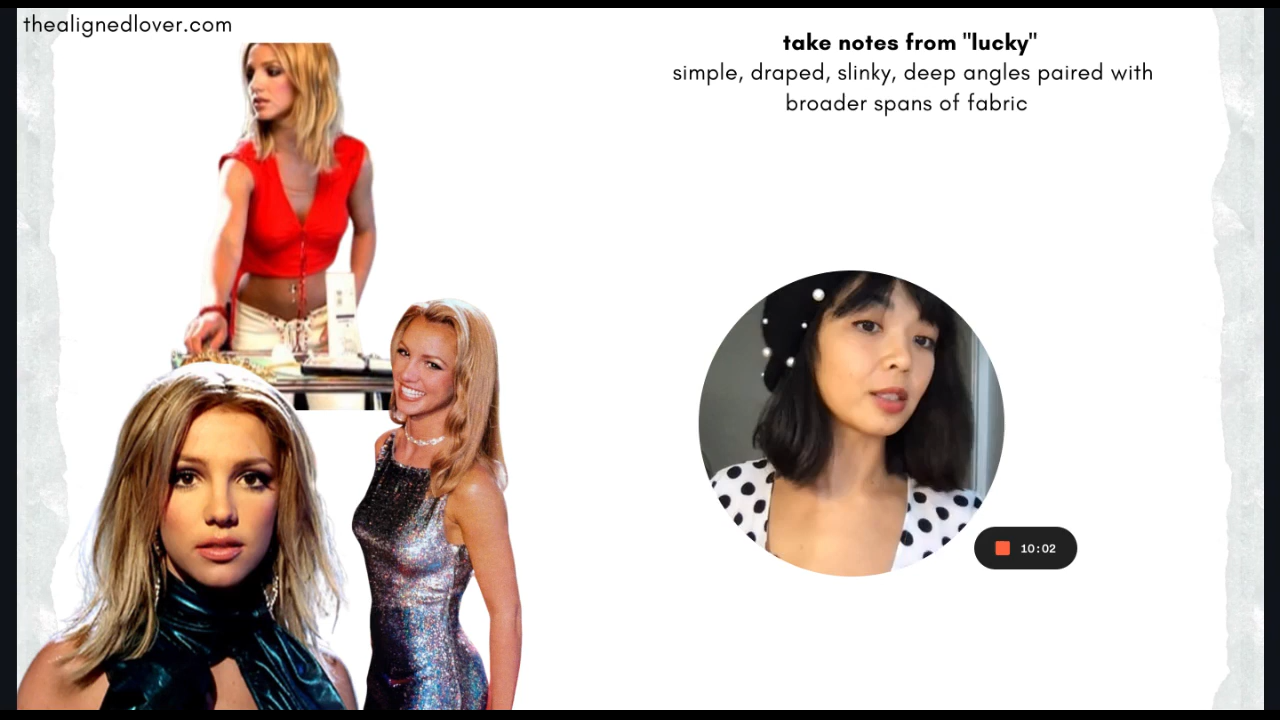 thealignedlover.com
take notes from "lucky"
simple, draped, slinky, deep angles paired with
broader spans of fabric
10:02